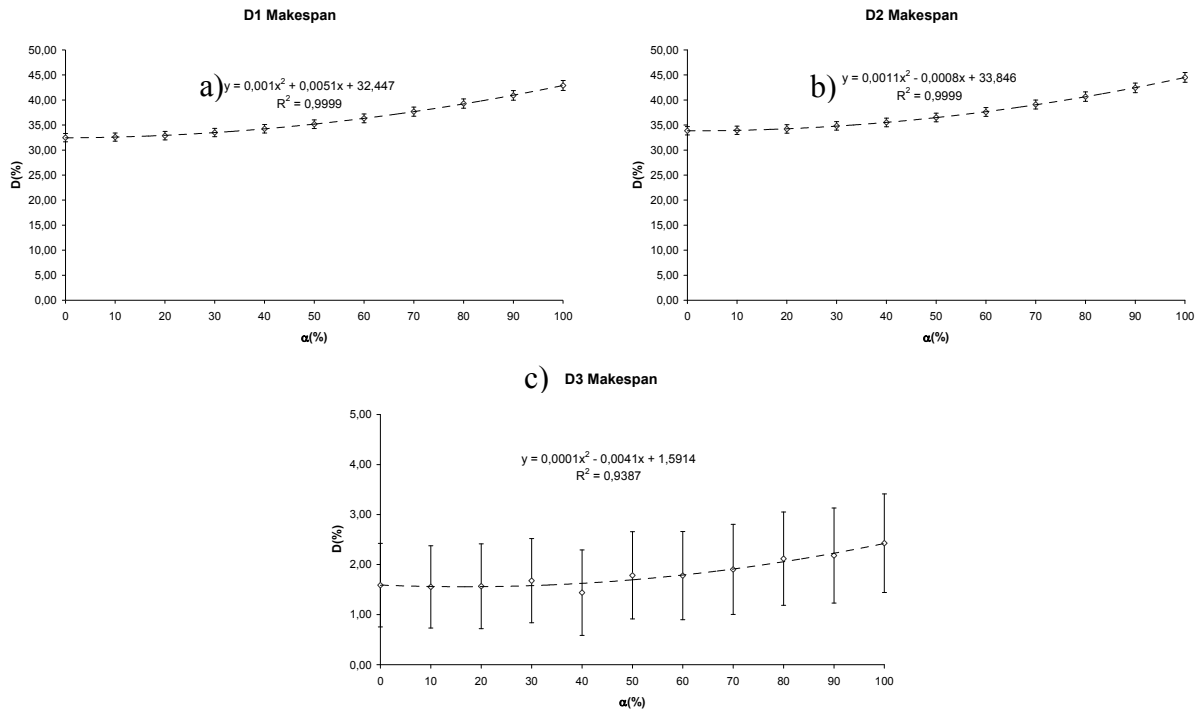 D1 Makespan
a)
y = 0,001x² + 0,0051x + 32,447
R² = 0,9999
50,00
45,00
40,00
35,00
30,00
25,00
20,00
15,00
10,00
5,00
0,00
D(%)
0 10 20 30 40 50 60 70 80 90 100
α(%)
D2 Makespan
b)
y = 0,0011x² - 0,0008x + 33,846
R² = 0,9999
50,00
45,00
40,00
35,00
30,00
25,00
20,00
15,00
10,00
5,00
0,00
D(%)
0 10 20 30 40 50 60 70 80 90 100
α(%)
c) D3 Makespan
y = 0,0001x² - 0,0041x + 1,5914
R² = 0,9387
5,00
4,00
3,00
2,00
1,00
0,00
D(%)
0 10 20 30 40 50 60 70 80 90 100
α(%)